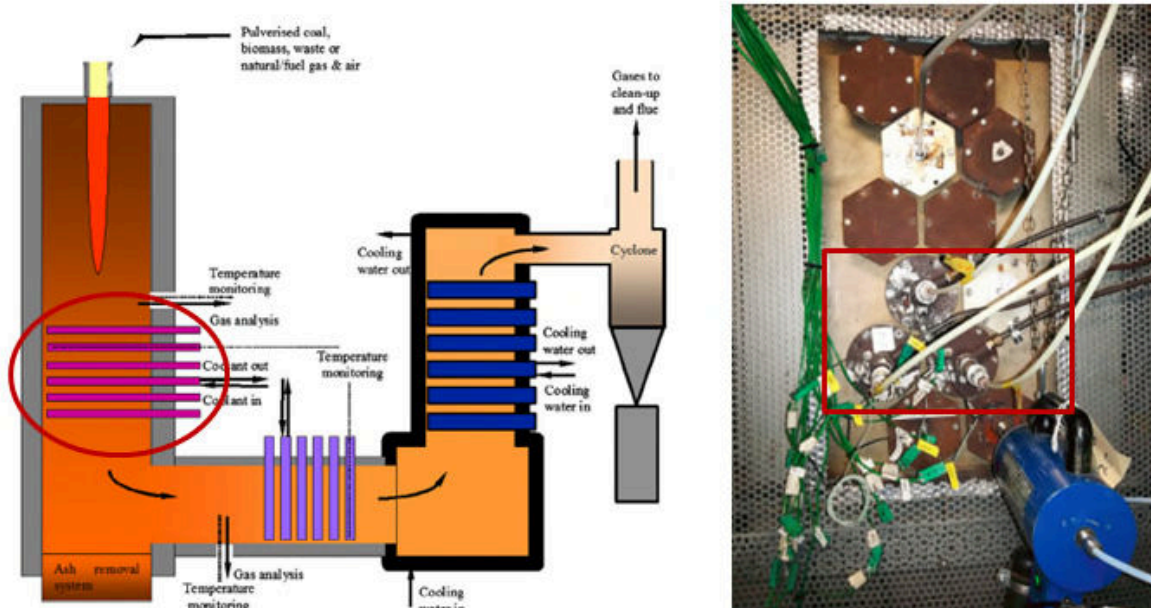 Pulverised coal,
biomass, waste or
natural/fuel gas & air
Gases to
clean-up
and flue
Cooling
water out
Cyclone
Temperature
monitoring
Gas analysis
Coolant out
Coolant in
Temperature
monitoring
Cooling
water out
Cooling
water in
Ash removal
system
Gas analysis
Temperature
monitoring
Cooling
water in